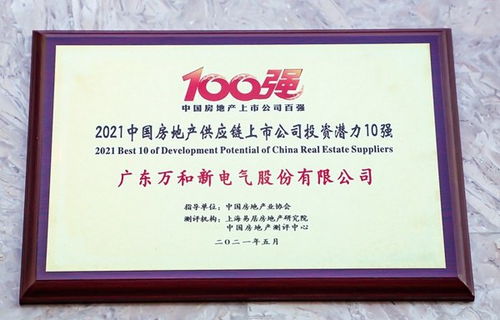 100强
中国房地产上市公司百强
2021中国房地产供应链上市公司投资潜力10强
2021 Best 10 of Development Potential of China Real Estate Suppliers
广东万和新电气股份有限公司
指导单位：中国房地产业协会
测评机构：上海易居房地产研究院
中国房地产测评中心
二〇二一年五月